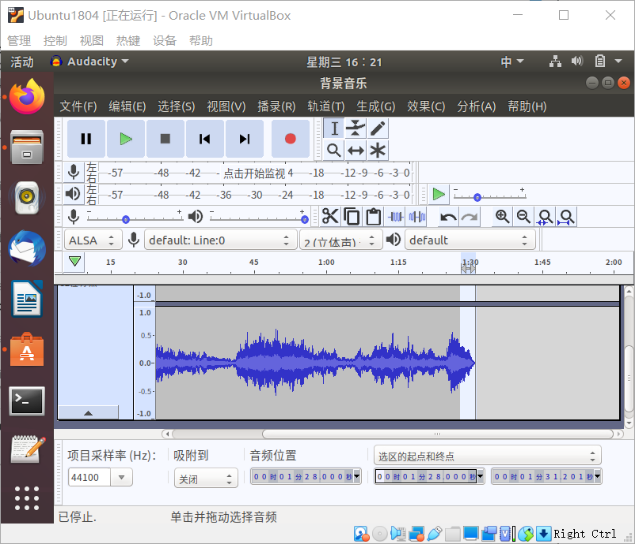 Ubuntu1804 [正在运行] - Oracle VM VirtualBox
管理 控制 视图 热键 设备 帮助
活动 Audacity 星期三 16：21 中
背景音乐
文件(F) 编辑(E) 选择(S) 视图(V) 播录(R) 轨道(T) 生成(G) 效果(C) 分析(A) 帮助(H)
左 右 -57 -48 -42 - 点击开始监视 4 -18 -12 -9 -6 -3 0
左 右 -57 -48 -42 -36 -30 -24 -18 -12 -9 -6 -3 0
- + - +
- +
ALSA default: Line:0 2 (立体声) default
15 30 45 1:00 1:15 1:30 1:45 2:00
-1.0
1.0
0.5
0.0-
-0.5
-1.0
项目采样率 (Hz): 吸附到 音频位置 选区的起点和终点
44100 关闭 00时01分28,000秒 00时01分28,000秒 00时01分31,201秒
已停止. 单击并拖动选择音频
Right Ctrl